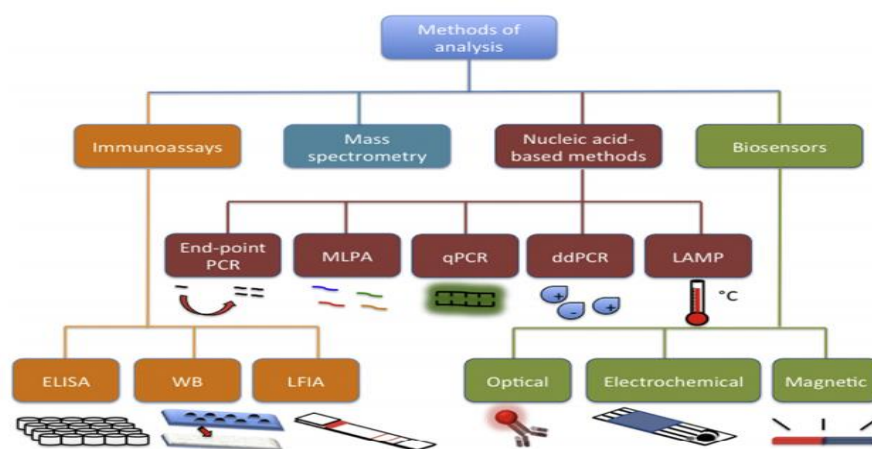 Methods of
analysis
Immunoassays
Mass
spectrometry
Nucleic acid-
based methods
Biosensors
End-point
PCR
MLPA
qPCR
ddPCR
LAMP
°C
+
-
+
ELISA
WB
LFIA
Optical
Electrochemical
Magnetic